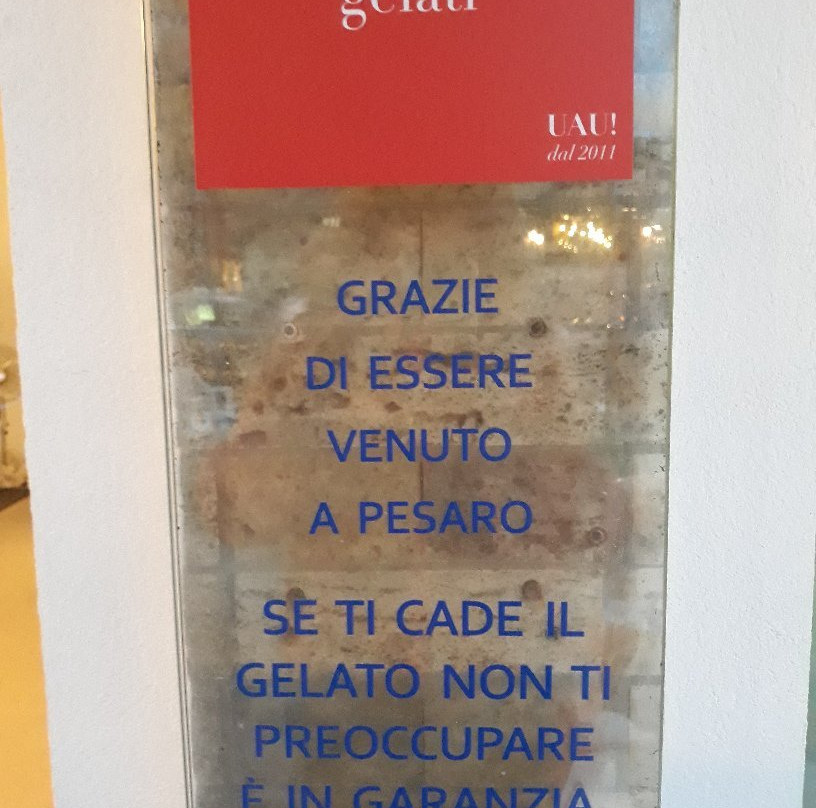 gelati
UAU!
dal 2011
GRAZIE
DI ESSERE
VENUTO
A PESARO
SE TI CADE IL
GELATO NON TI
PREOCCUPARE
È IN GARANZIA